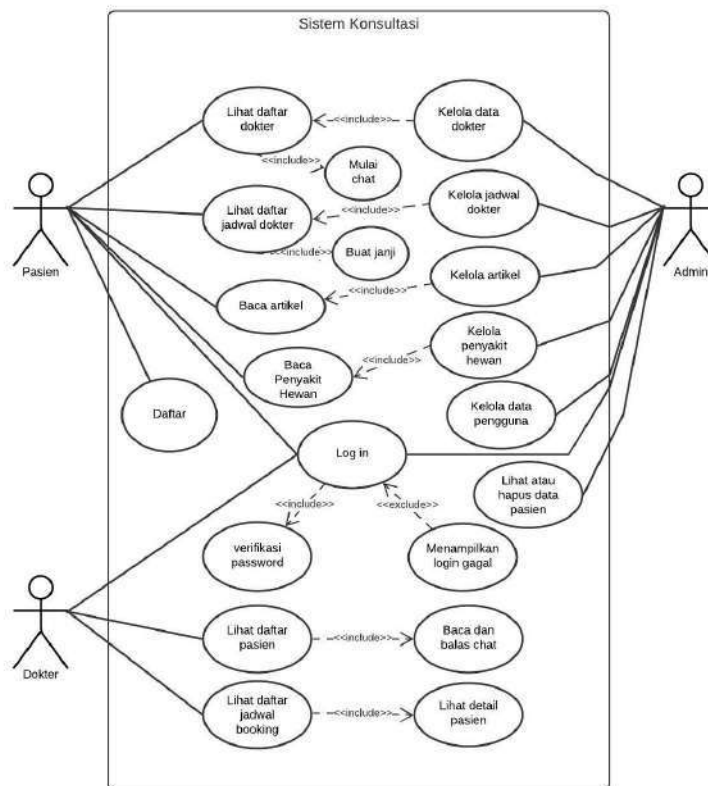 Sistem Konsultasi
Lihat daftar
dokter
<<include>>
Kelola data
dokter
<<include>>
Mulai
chat
Lihat daftar
jadwal dokter
<<include>>
Kelola jadwal
dokter
<<include>>
Buat janji
Pasien
Admin
Baca artikel
<<include>>
Kelola artikel
Baca
Penyakit
Hewan
<<include>>
Kelola
penyakit
hewan
Daftar
Kelola data
pengguna
Log in
Lihat atau
hapus data
pasien
<<include>>
<<exclude>>
verifikasi
password
Menampilkan
login gagal
Dokter
Lihat daftar
pasien
<<include>>
Baca dan
balas chat
Lihat daftar
jadwal
booking
<<include>>
Lihat detail
pasien